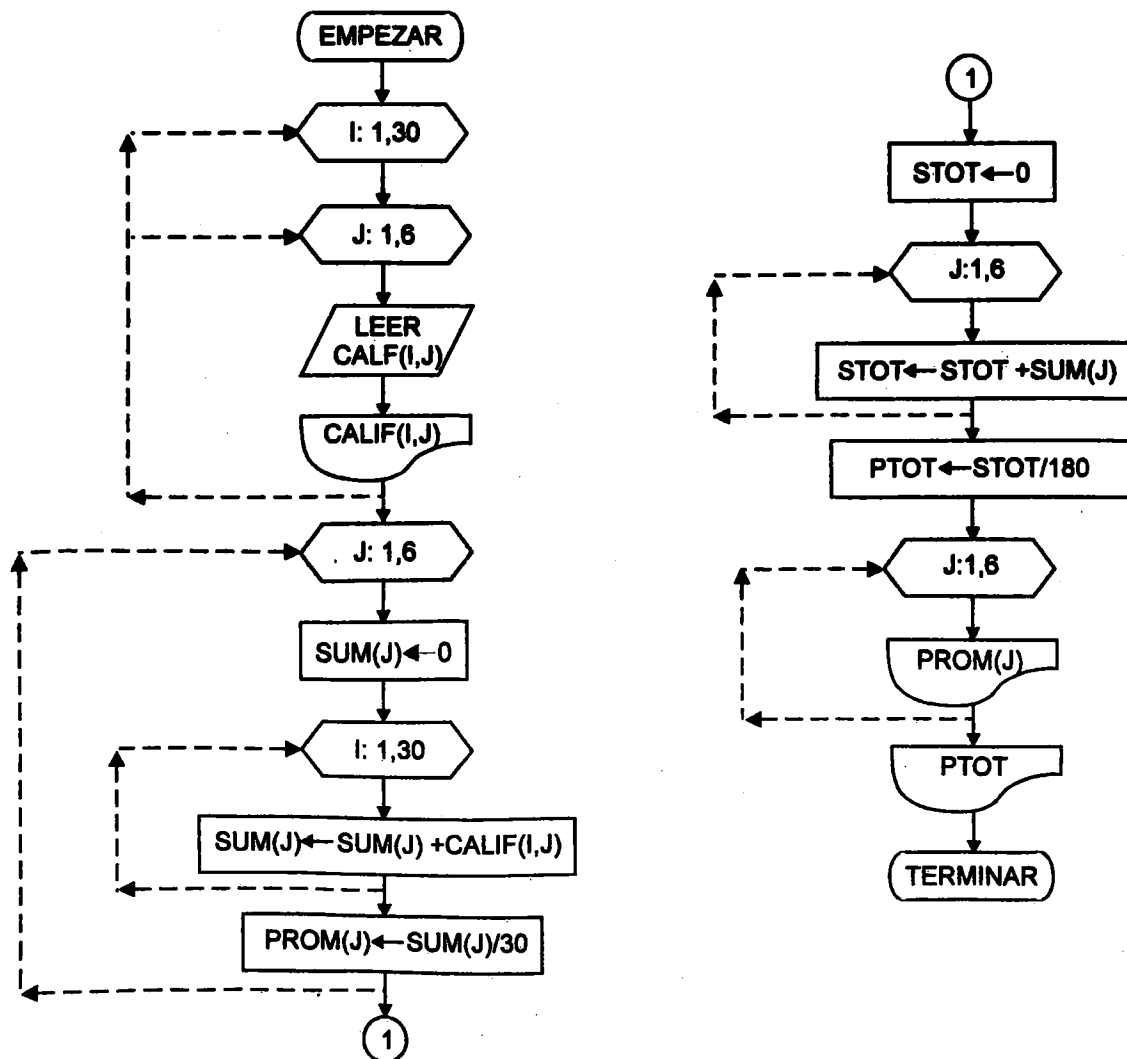 EMPEZAR
I: 1,30
J: 1,6
LEER
CALF(I,J)
CALIF(I,J)
J: 1,6
SUM(J)←0
I: 1,30
SUM(J)←SUM(J) +CALIF(I,J)
PROM(J)←SUM(J)/30
1
1
STOT←0
J:1,6
STOT←STOT +SUM(J)
PTOT←STOT/180
J:1,6
PROM(J)
PTOT
TERMINAR